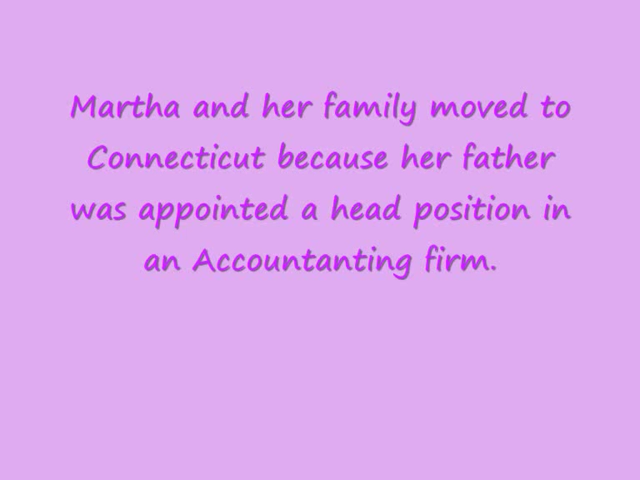 Martha and her family moved to
Connecticut because her father
was appointed a head position in
an Accountanting firm.